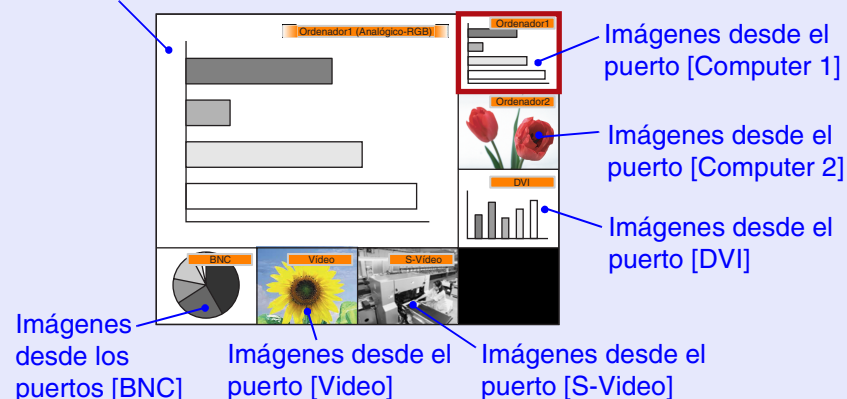 Ordenador1 (Analógico-RGB)
Ordenador1
Imágenes desde el
puerto [Computer 1]
Ordenador2
Imágenes desde el
puerto [Computer 2]
DVI
Imágenes desde el
puerto [DVI]
BNC
Vídeo
S-Vídeo
Imágenes
desde los
puertos [BNC]
Imágenes desde el
puerto [Video]
Imágenes desde el
puerto [S-Video]